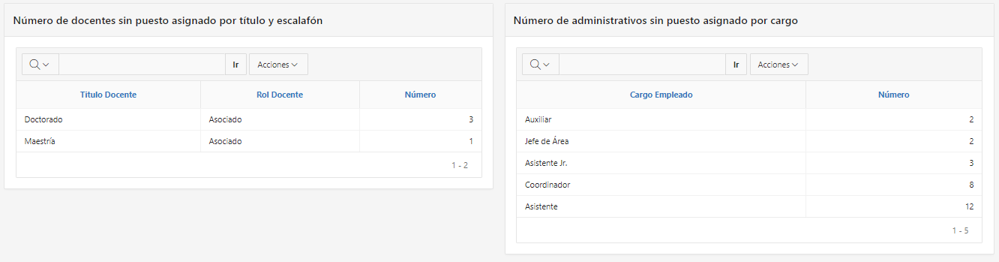 Número de docentes sin puesto asignado por título y escalafón
Ir
Acciones
Titulo Docente Rol Docente Número
Doctorado Asociado 3
Maestría Asociado 1
1 - 2
Número de administrativos sin puesto asignado por cargo
Ir
Acciones
Cargo Empleado Número
Auxiliar 2
Jefe de Área 2
Asistente Jr. 3
Coordinador 8
Asistente 12
1 - 5